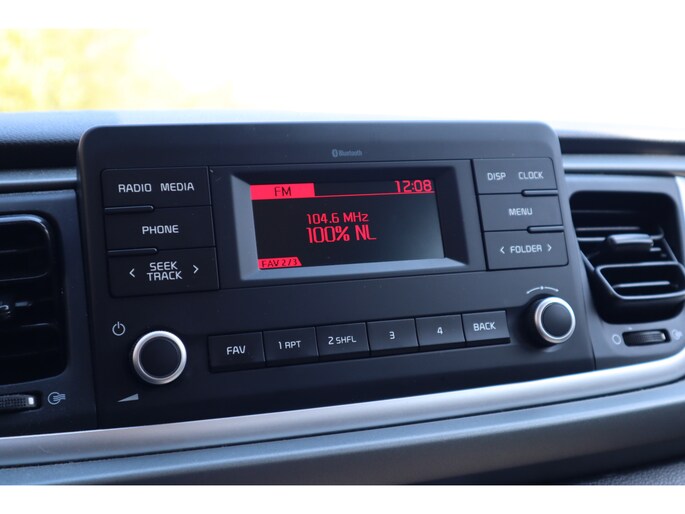 Bluetooth
RADIO MEDIA
PHONE
< SEEK TRACK >
FM 12:08
104.6 MHz
100% NL
FAV 2/3
DISP CLOCK
MENU
< FOLDER >
FAV
1 RPT
2 SHFL
3
4
BACK